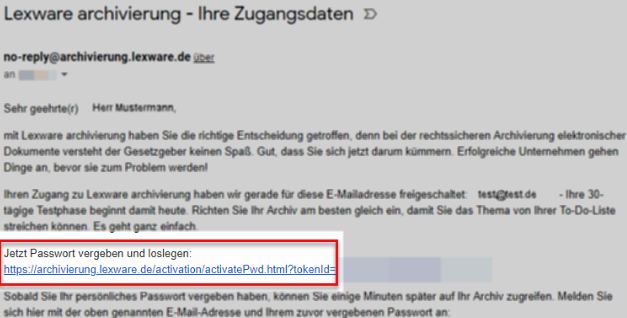 Lexware archivierung - Ihre Zugangsdaten
no-reply@archivierung.lexware.de über
an
Sehr geehrte(r) Herr Mustermann,
mit Lexware archivierung haben Sie die richtige Entscheidung getroffen, denn bei der rechtssicheren Archivierung elektronischer
Dokumente versteht der Gesetzgeber keinen Spaß. Gut, dass Sie sich jetzt darum kümmern. Erfolgreiche Unternehmen gehen
Dinge an, bevor sie zum Problem werden!
Ihren Zugang zu Lexware archivierung haben wir gerade für diese E-Mailadresse freigeschaltet: test@test.de - Ihre 30-
tägige Testphase beginnt damit heute. Richten Sie Ihr Archiv am besten gleich ein, damit Sie das Thema von Ihrer To-Do-Liste
streichen können. Es geht ganz einfach.
Jetzt Passwort vergeben und loslegen:
https://archivierung.lexware.de/activation/activatePwd.html?tokenId=
Sobald Sie Ihr persönliches Passwort vergeben haben, können Sie einige Minuten später auf Ihr Archiv zugreifen. Melden Sie
sich hier mit der oben genannten E-Mail-Adresse und Ihrem zuvor vergebenen Passwort an: